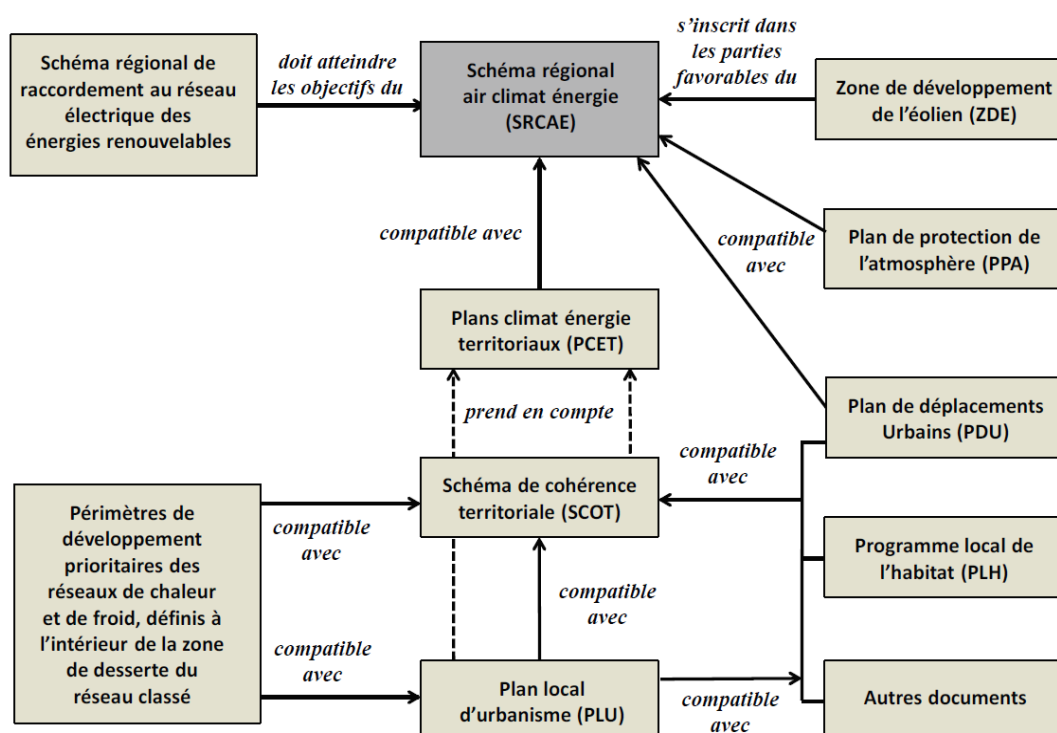 Schéma régional de
raccordement au réseau
électrique des
énergies renouvelables
doit atteindre
les objectifs du
Schéma régional
air climat énergie
(SRCAE)
s’inscrit dans
les parties
favorables du
Zone de développement
de l’éolien (ZDE)
compatible avec
compatible
avec
Plan de protection de
l’atmosphère (PPA)
Plans climat énergie
territoriaux (PCET)
prend en compte
Plan de déplacements
Urbains (PDU)
compatible
avec
Schéma de cohérence
territoriale (SCOT)
Périmètres de
développement
prioritaires des
réseaux de chaleur
et de froid, définis à
l’intérieur de la zone
de desserte du
réseau classé
compatible
avec
Programme local de
l’habitat (PLH)
compatible
avec
compatible
avec
Plan local
d’urbanisme (PLU)
compatible
avec
Autres documents